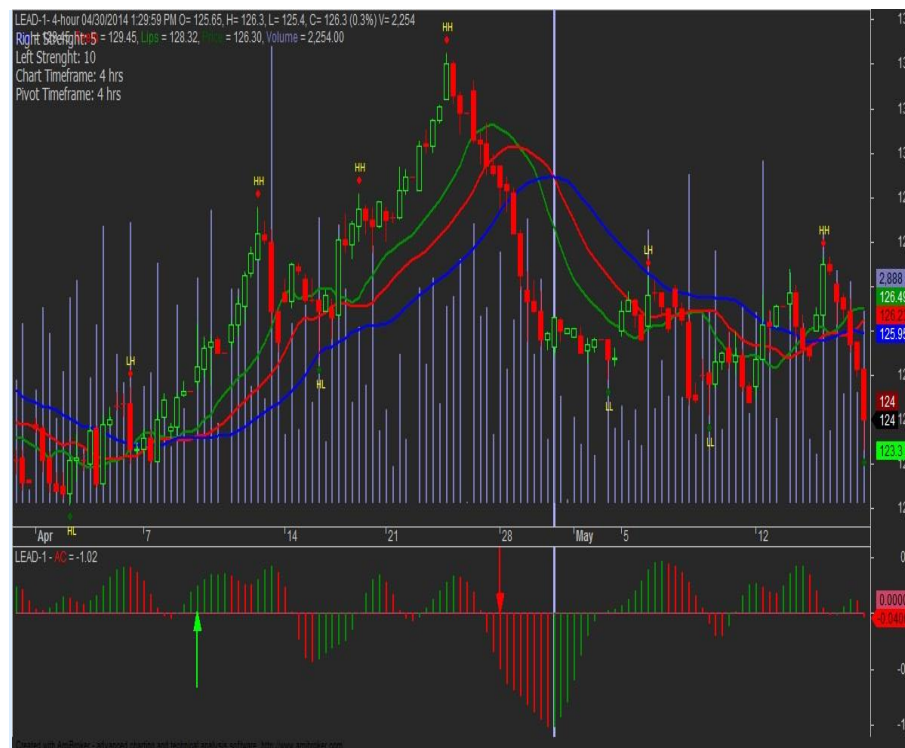 LEAD-1- 4-hour 04/30/2014 1:29:59 PM O= 125.65, H= 126.3, L= 125.4, C= 126.3 (0.3%) V= 2,254
Right Strenght: 5
= 129.45, Lips = 128.32, = 126.30, Volume = 2,254.00
Left Strenght: 10
Chart Timeframe: 4 hrs
Pivot Timeframe: 4 hrs
HH
HH
HH
LH
HH
LH
HL
LL
LL
HL
2,888
126.49
125.95
124
124
123.3
Apr 7 14 21 28 May 5 12
LEAD-1 - AC = -1.02